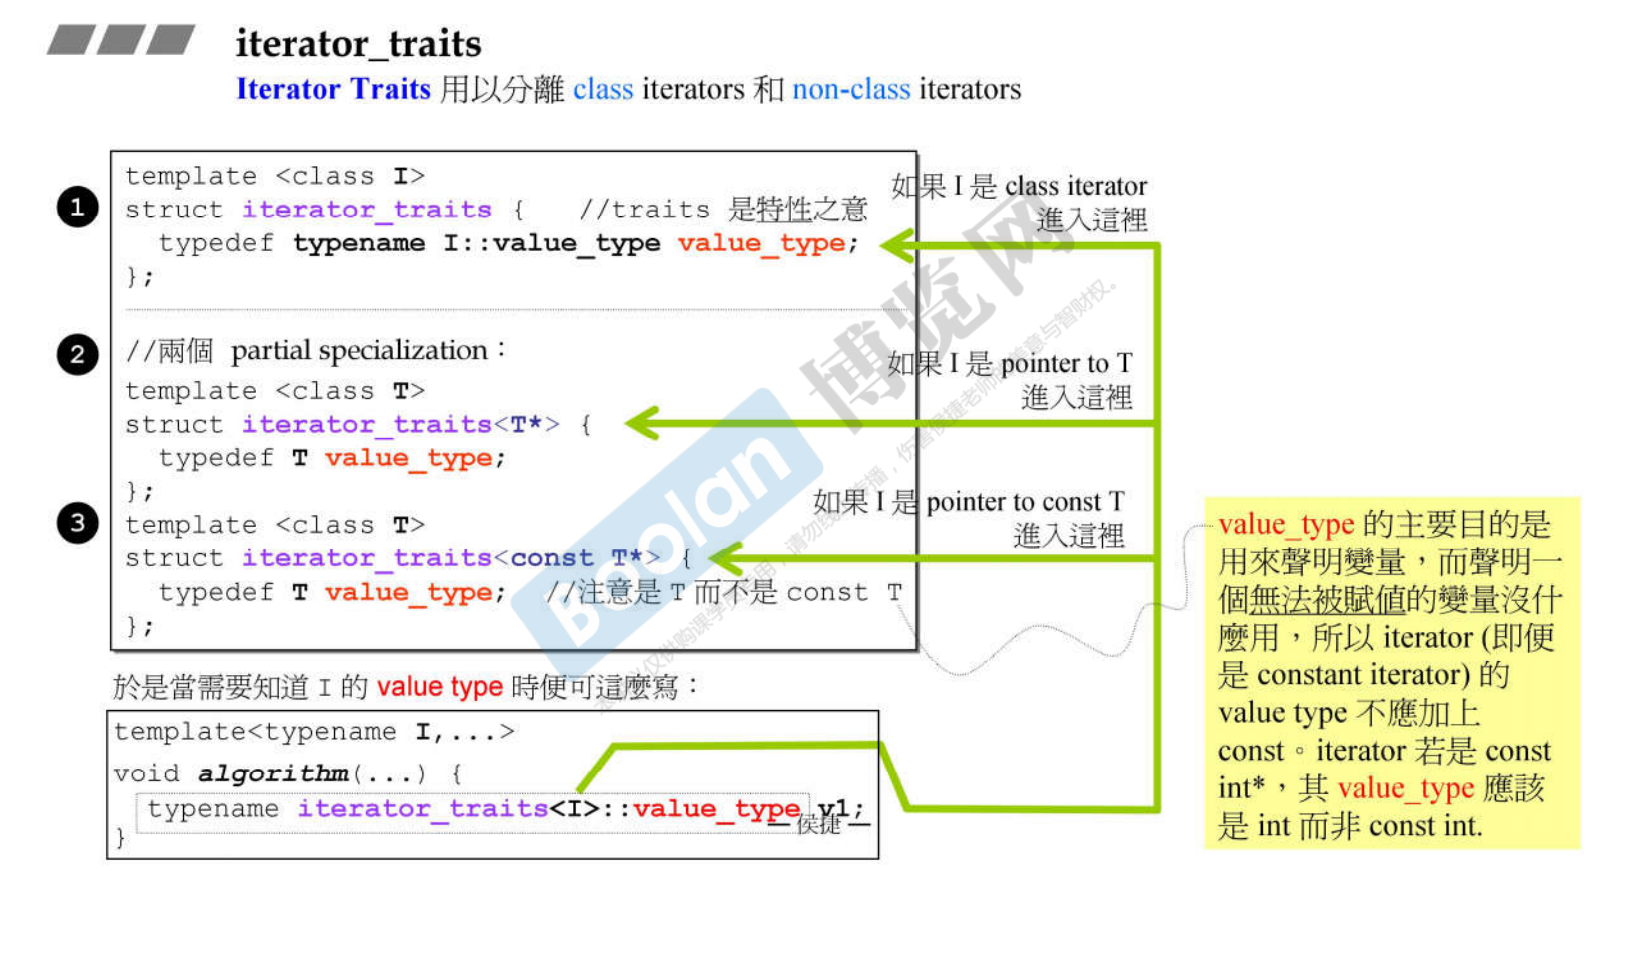 iterator_traits
Iterator Traits 用以分離 class iterators 和 non-class iterators
1
template <class I>
struct iterator_traits { //traits 是特性之意
typedef typename I::value_type value_type;
};
如果 I 是 class iterator
進入這裡
2
//兩個 partial specialization：
template <class T>
struct iterator_traits<T*> {
typedef T value_type;
};
如果 I 是 pointer to T
進入這裡
3
template <class T>
struct iterator_traits<const T*> {
typedef T value_type; //注意是 T 而不是 const T
};
如果 I 是 pointer to const T
進入這裡
value_type 的主要目的是
用來聲明變量，而聲明一
個無法被賦值的變量沒什
麼用，所以 iterator (即便
是 constant iterator) 的
value type 不應加上
const。iterator 若是 const
int*，其 value_type 應該
是 int 而非 const int.
於是當需要知道 I 的 value type 時便可這麼寫：
template<typename I,...>
void algorithm(...) {
typename iterator_traits<I>::value_type v1;
}
侯捷
Boolan 博览网